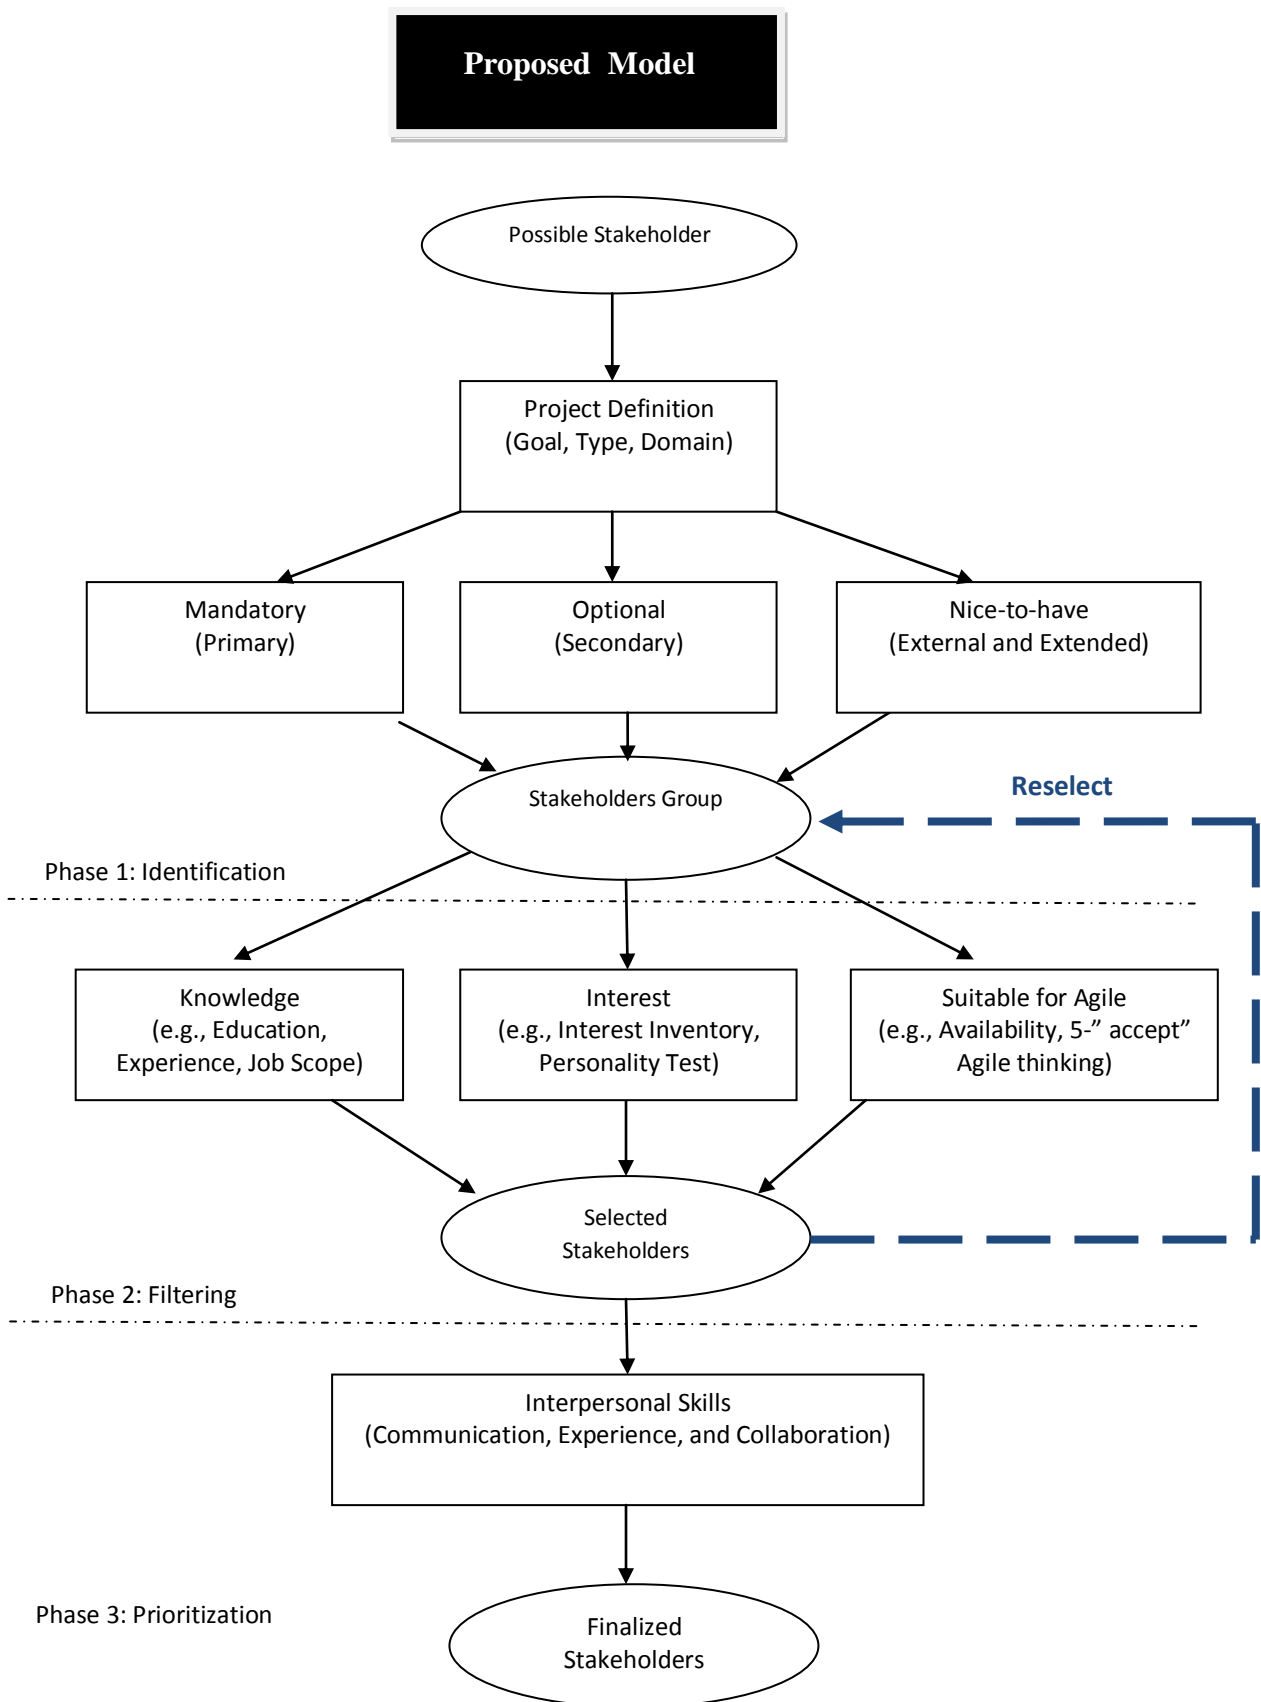 Proposed Model
Possible Stakeholder
Project Definition
(Goal, Type, Domain)
Mandatory
(Primary)
Optional
(Secondary)
Nice-to-have
(External and Extended)
Stakeholders Group
Reselect
Phase 1: Identification
Knowledge
(e.g., Education,
Experience, Job Scope)
Interest
(e.g., Interest Inventory,
Personality Test)
Suitable for Agile
(e.g., Availability, 5-” accept”
Agile thinking)
Selected
Stakeholders
Phase 2: Filtering
Interpersonal Skills
(Communication, Experience, and Collaboration)
Phase 3: Prioritization
Finalized
Stakeholders